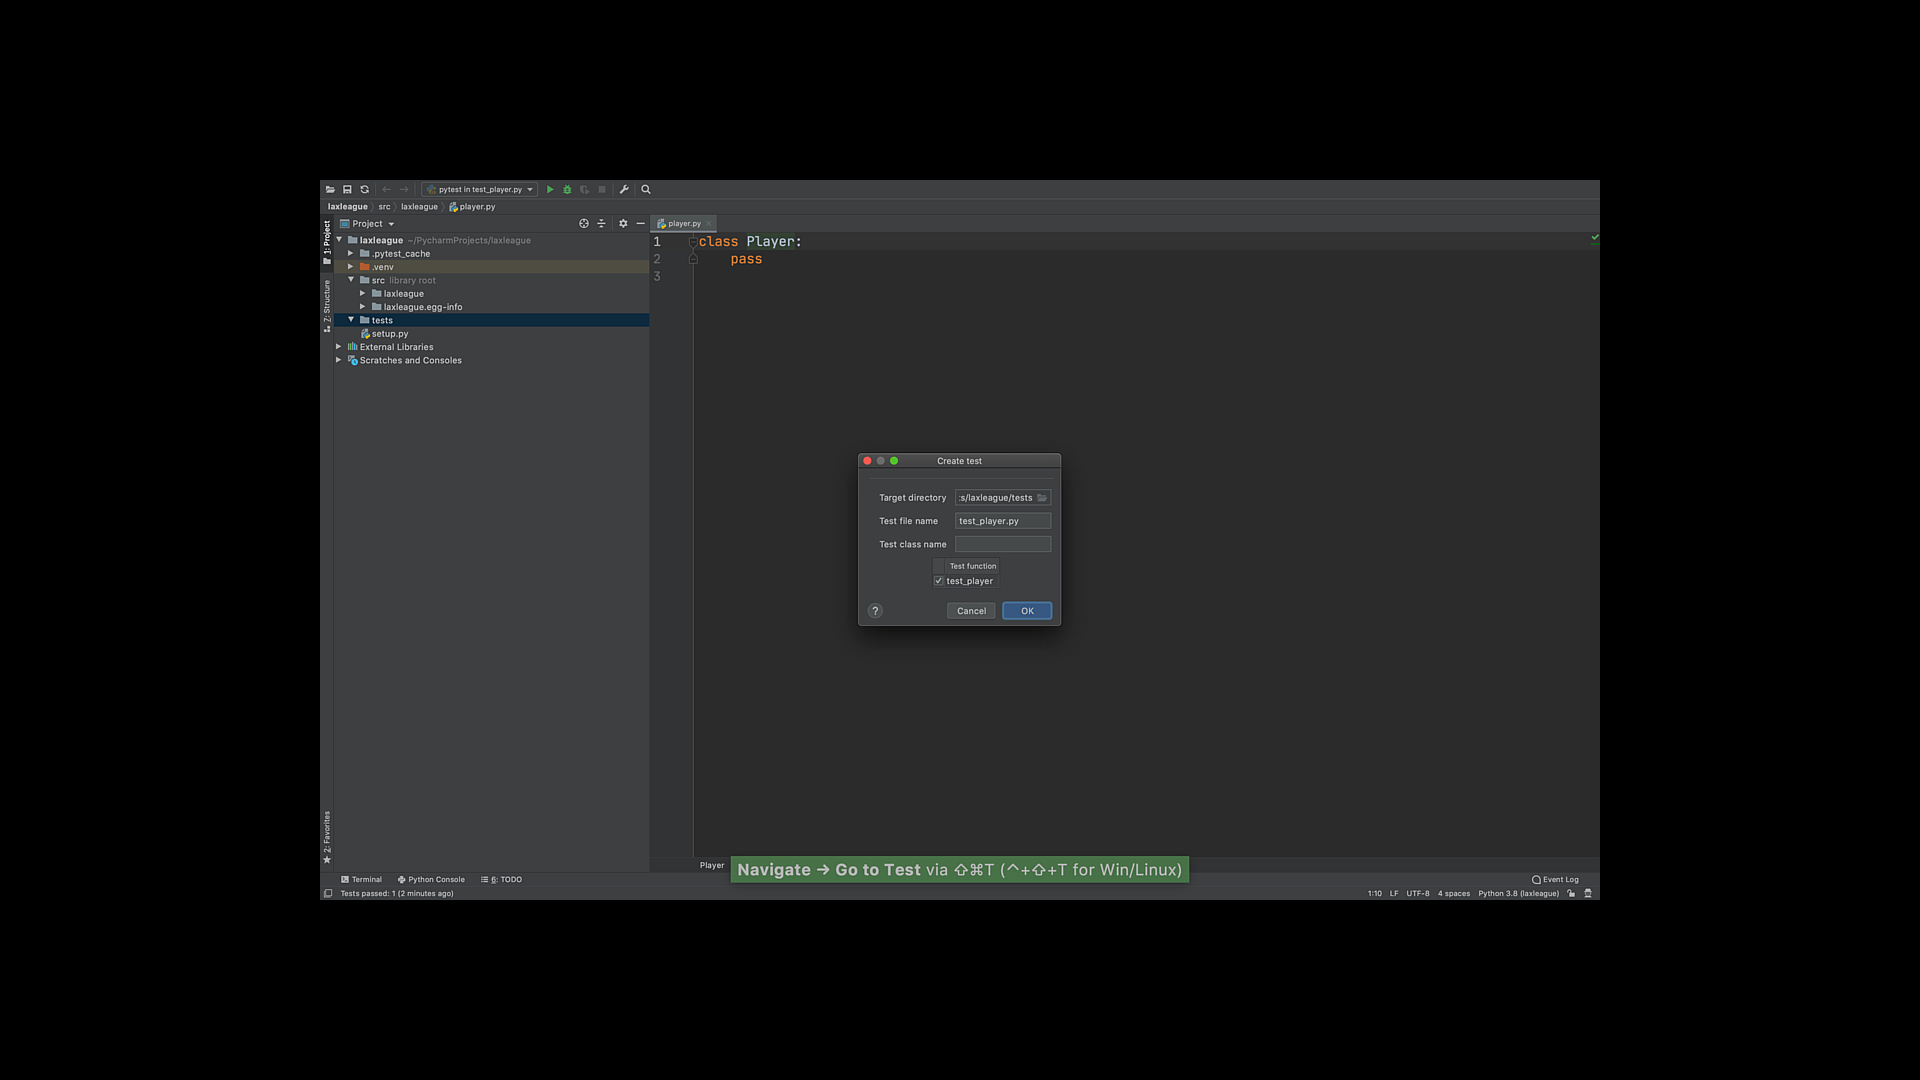 pytest in test_player.py
laxleague src laxleague player.py
1: Project
Project
player.py
laxleague ~/PycharmProjects/laxleague
.pytest_cache
.venv
src library root
laxleague
laxleague.egg-info
tests
setup.py
External Libraries
Scratches and Consoles
7: Structure
2: Favorites
1 class Player:
2 pass
3
Create test
Target directory :s/laxleague/tests
Test file name test_player.py
Test class name
Test function
test_player
? Cancel OK
Player
Navigate → Go to Test via ⇧⌘T (^+⇧+T for Win/Linux)
Terminal Python Console 6: TODO Event Log
Tests passed: 1 (2 minutes ago) 1:10 LF UTF-8 4 spaces Python 3.8 (laxleague)